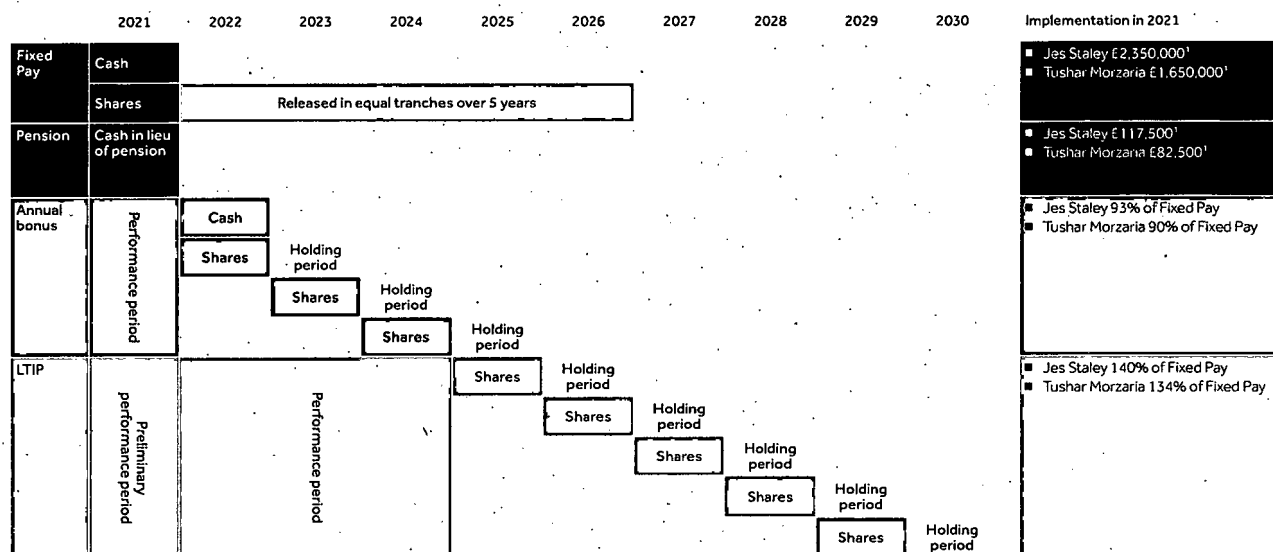 2021 2022 2023 2024 2025 2026 2027 2028 2029 2030 Implementation in 2021
Fixed
Pay
Cash
■ Jes Staley £2,350,000¹
■ Tushar Morzaria £1,650,000¹
Shares
Released in equal tranches over 5 years
Pension
Cash in lieu
of pension
■ Jes Staley £117,500¹
■ Tushar Morzaria £82,500¹
Annual
bonus
Performance period
Cash
■ Jes Staley 93% of Fixed Pay
■ Tushar Morzaria 90% of Fixed Pay
Shares
Holding
period
Shares
Holding
period
Shares
Holding
period
LTIP
Preliminary
performance period
Performance period
Shares
Holding
period
■ Jes Staley 140% of Fixed Pay
■ Tushar Morzaria 134% of Fixed Pay
Shares
Holding
period
Shares
Holding
period
Shares
Holding
period
Shares
Holding
period